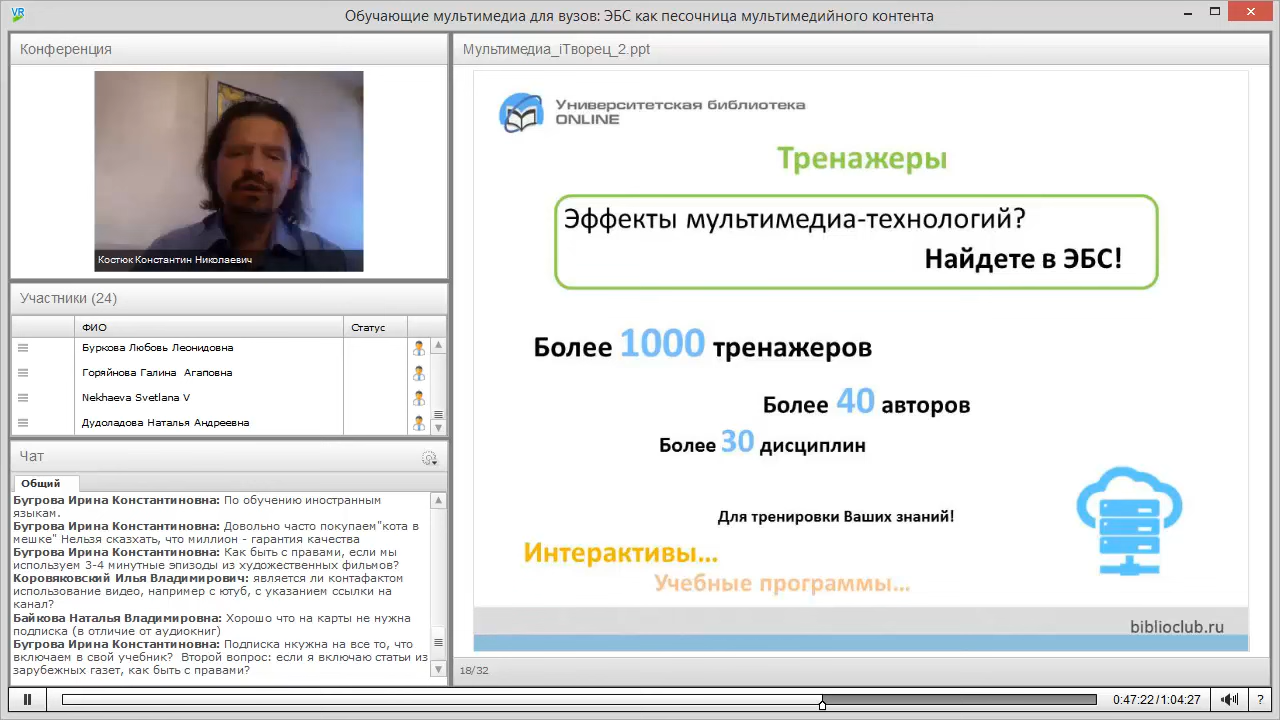 VR
Обучающие мультимедиа для вузов: ЭБС как песочница мультимедийного контента
Конференция
Костюк Константин Николаевич
Участники (24)
ФИО
Статус
Буркова Любовь Леонидовна
Горяйнова Галина Агаповна
Nekhaeva Svetlana V
Дудоладова Наталья Андреевна
Чат
Общий
Бугрова Ирина Константиновна: По обучению иностранным
языкам.
Бугрова Ирина Константиновна: Довольно часто покупаем"кота в
мешке" Нельзя сказхать, что миллион - гарантия качества
Бугрова Ирина Константиновна: Как быть с правами, если мы
используем 3-4 минутные эпизоды из художественных фильмов?
Коровяковский Илья Владимирович: является ли контафактом
использование видео, например с ютуб, с указанием ссылки на
канал?
Байкова Наталья Владимировна: Хорошо что на карты не нужна
подписка (в отличие от аудиокниг)
Бугрова Ирина Константиновна: Подписка нкужна на все то, что
включаем в свой учебник? Второй вопрос: если я включаю статьи из
зарубежных газет, как быть с правами?
Мультимедиа_iТворец_2.ppt
Университетская библиотека
ONLINE
Тренажеры
Эффекты мультимедиа-технологий?
Найдете в ЭБС!
Более 1000 тренажеров
Более 40 авторов
Более 30 дисциплин
Для тренировки Ваших знаний!
Интерактивы...
Учебные программы...
biblioclub.ru
18/32
0:47:22/1:04:27
?